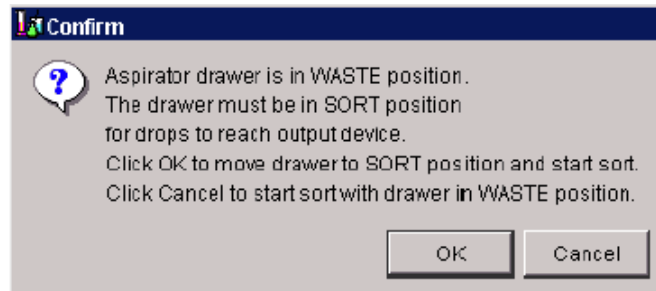 Confirm
Aspirator drawer is in WASTE position.
The drawer must be in SORT position
for drops to reach output device.
Click OK to move drawer to SORT position and start sort.
Click Cancel to start sort with drawer in WASTE position.
OK Cancel